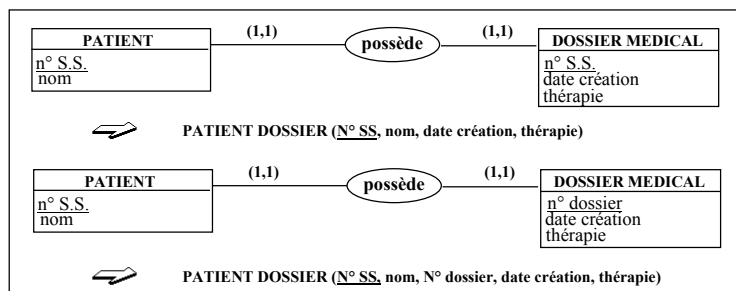 (1,1) (1,1)
PATIENT possède DOSSIER MEDICAL
n° S.S. n° S.S.
nom date création
thérapie
PATIENT DOSSIER (N° SS, nom, date création, thérapie)
(1,1) (1,1)
PATIENT possède DOSSIER MEDICAL
n° S.S. n° dossier
nom date création
thérapie
PATIENT DOSSIER (N° SS, nom, N° dossier, date création, thérapie)